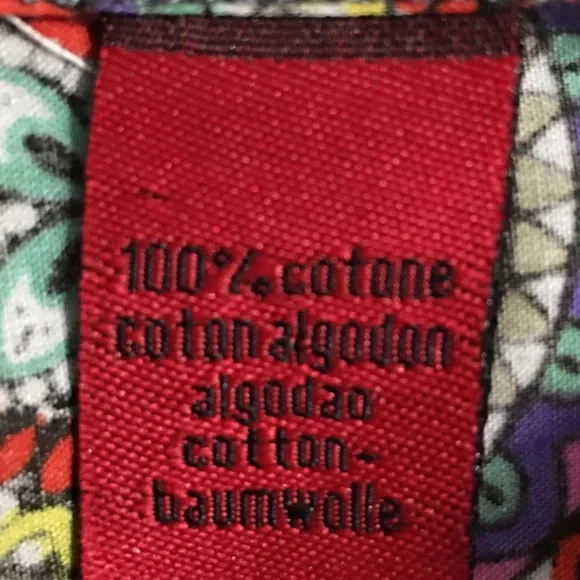 100% cotone
coton algodon
algodao
cotton-
baumwolle